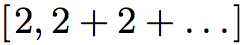 [2, 2 + 2 + ...]